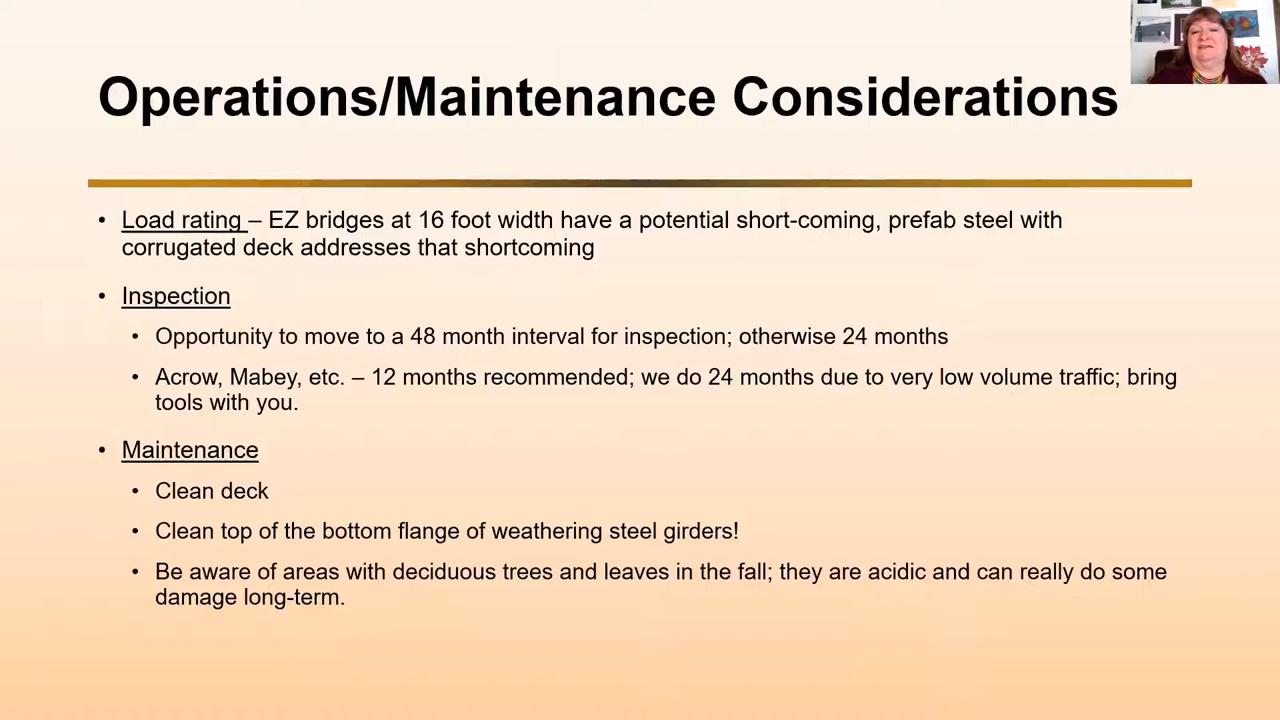 Operations/Maintenance Considerations
• Load rating – EZ bridges at 16 foot width have a potential short-coming, prefab steel with
corrugated deck addresses that shortcoming
• Inspection
• Opportunity to move to a 48 month interval for inspection; otherwise 24 months
• Acrow, Mabey, etc. – 12 months recommended; we do 24 months due to very low volume traffic; bring
tools with you.
• Maintenance
• Clean deck
• Clean top of the bottom flange of weathering steel girders!
• Be aware of areas with deciduous trees and leaves in the fall; they are acidic and can really do some
damage long-term.